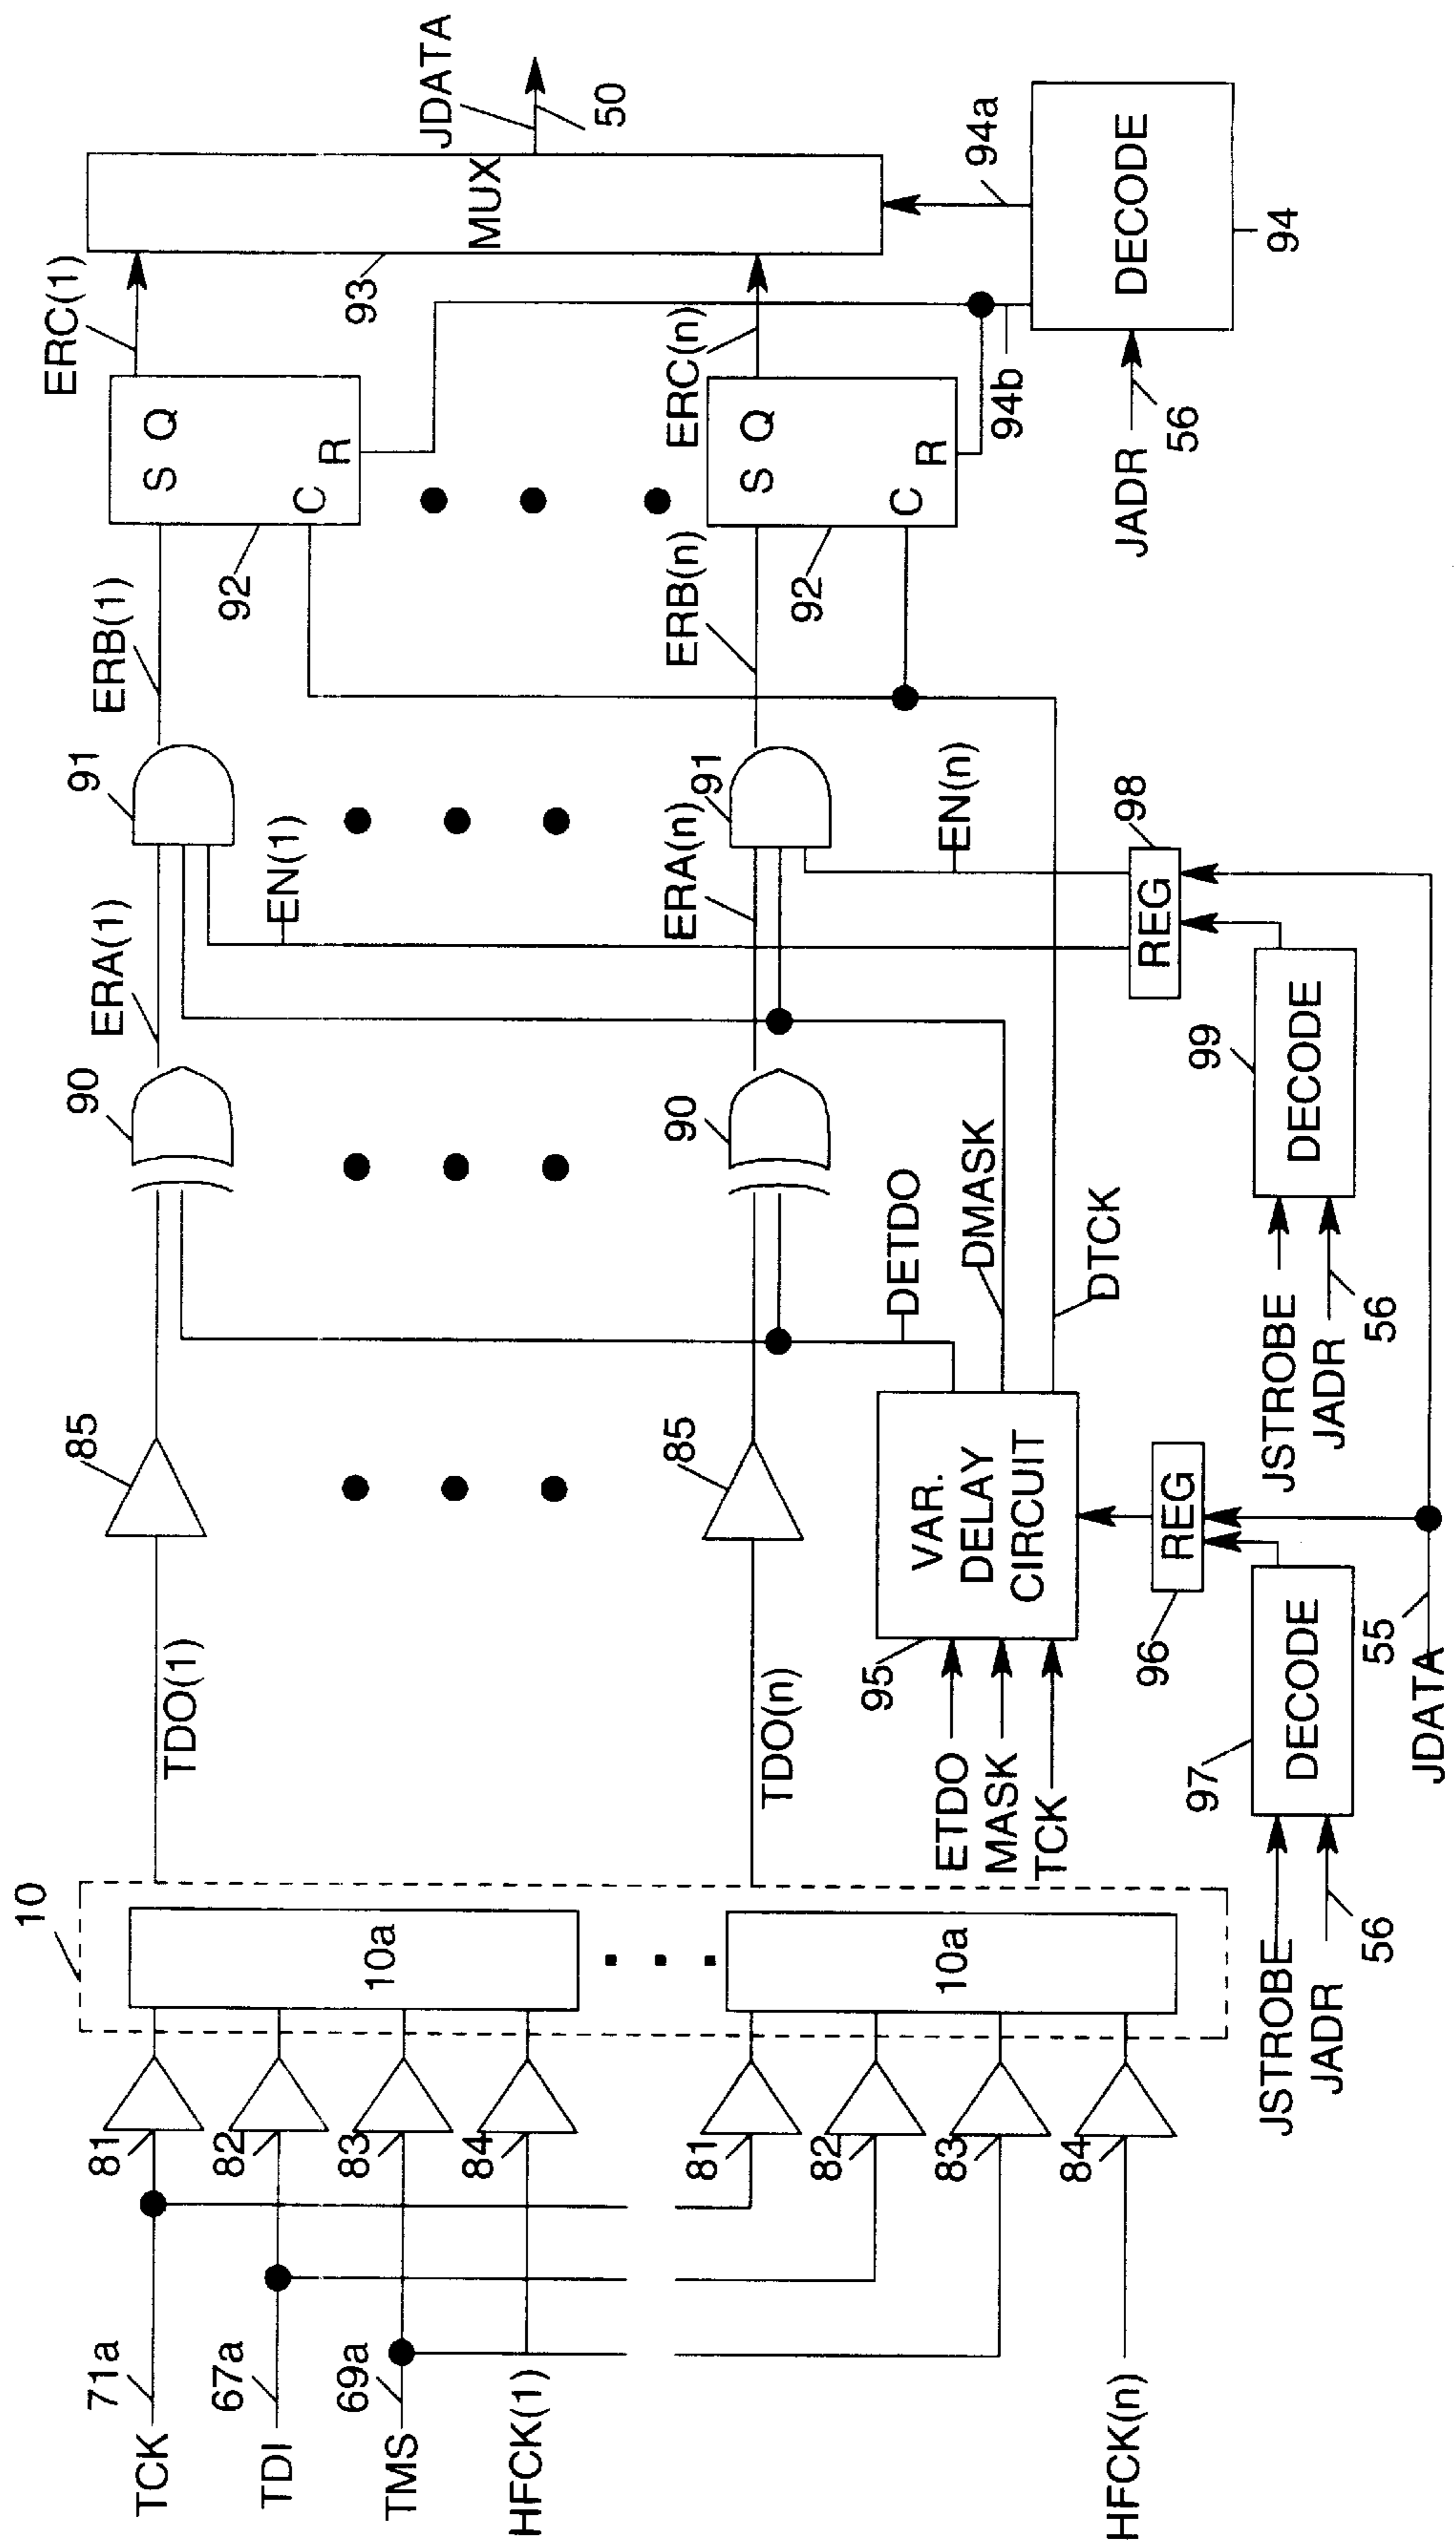 TCK
71a
TDI
67a
TMS
69a
HFCK(1)
HFCK(n)
81
82
83
84
81
82
83
84
10
10a
10a
TDO(1)
TDO(n)
85
85
ETDO
MASK
TCK
95
VAR.
DELAY
CIRCUIT
DETDO
DMASK
DTCK
JSTROBE
JADR
56
97
DECODE
96
REG
JDATA
55
90
90
ERA(1)
ERA(n)
JSTROBE
JADR
56
99
DECODE
REG
98
EN(1)
EN(n)
91
91
ERB(1)
ERB(n)
92
92
S Q
C
R
S Q
C
R
ERC(1)
ERC(n)
93
MUX
JDATA
50
94a
94b
JADR
56
DECODE
94